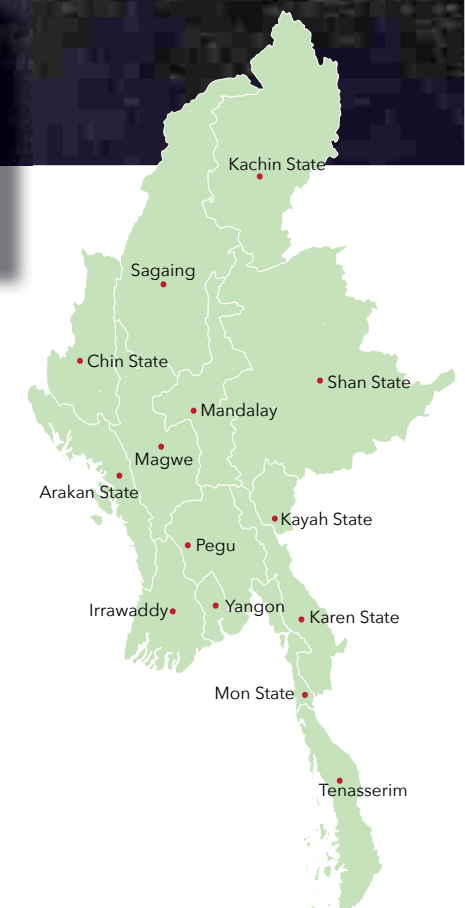 Kachin State
Sagaing
Chin State
Shan State
Mandalay
Magwe
Arakan State
Kayah State
Pegu
Irrawaddy
Yangon
Karen State
Mon State
Tenasserim